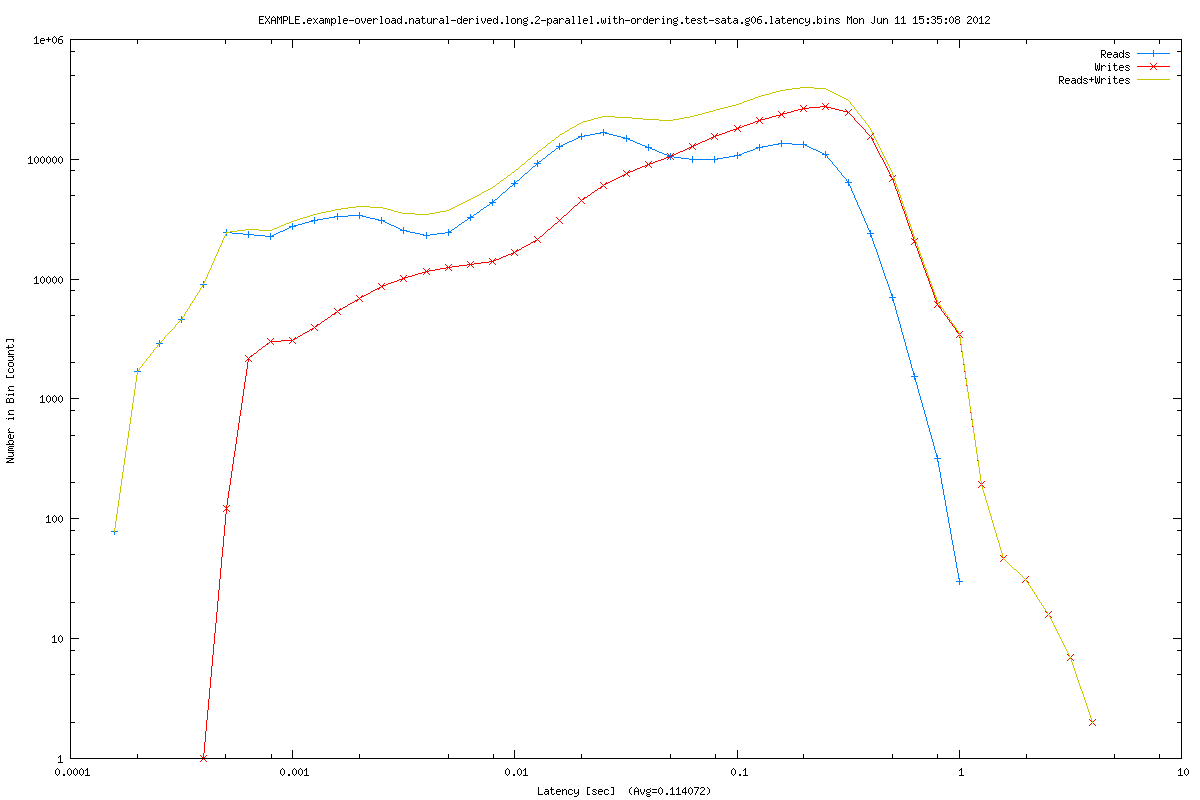 EXAMPLE.example-overload.natural-derived.long.2-parallel.with-ordering.test-sata.g06.latency.bins Mon Jun 11 15:35:08 2012
1e+06
Reads
Writes
Reads+Writes
100000
10000
1000
Number in Bin [count]
100
10
1
0.0001 0.001 0.01 0.1 1 10
Latency [sec] (Avg=0.114072)